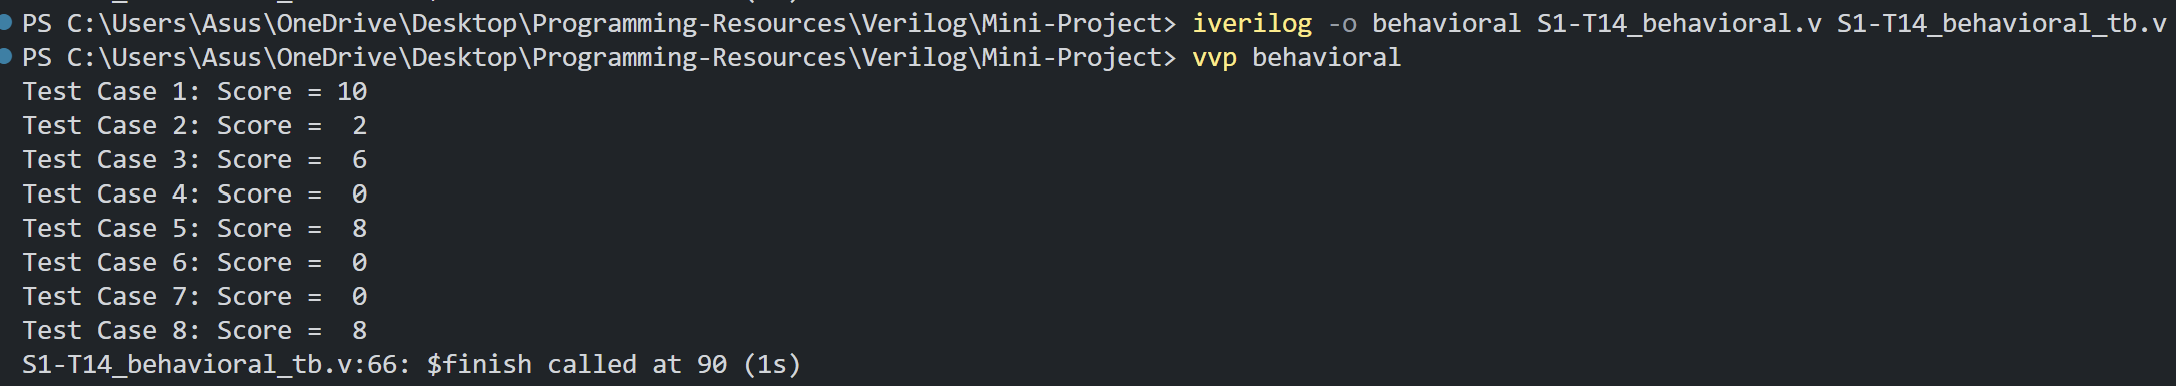 PS C:\Users\Asus\OneDrive\Desktop\Programming-Resources\Verilog\Mini-Project> iverilog -o behavioral S1-T14_behavioral.v S1-T14_behavioral_tb.v
PS C:\Users\Asus\OneDrive\Desktop\Programming-Resources\Verilog\Mini-Project> vvp behavioral
Test Case 1: Score = 10
Test Case 2: Score =  2
Test Case 3: Score =  6
Test Case 4: Score =  0
Test Case 5: Score =  8
Test Case 6: Score =  0
Test Case 7: Score =  0
Test Case 8: Score =  8
S1-T14_behavioral_tb.v:66: $finish called at 90 (1s)